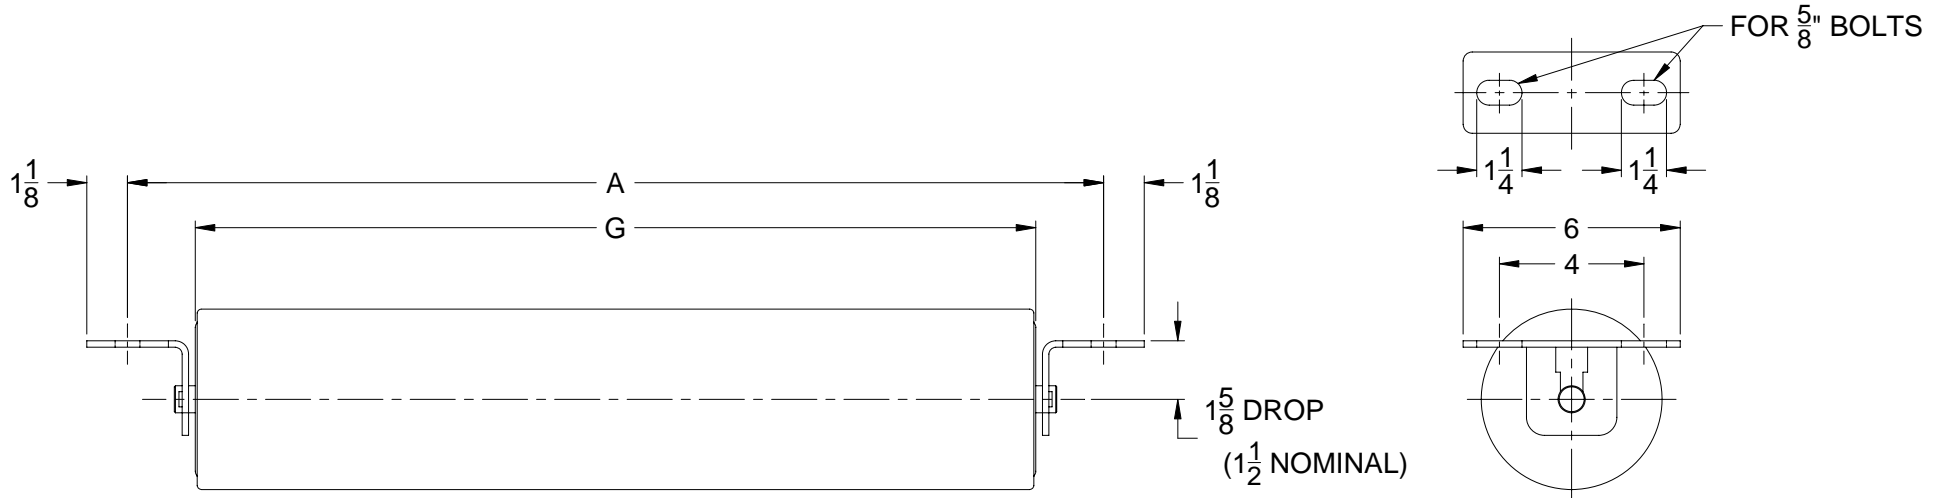 FOR 5/8" BOLTS
1 1/4
1 1/4
1 1/8
A
1 1/8
G
6
4
1 5/8 DROP
(1 1/2 NOMINAL)